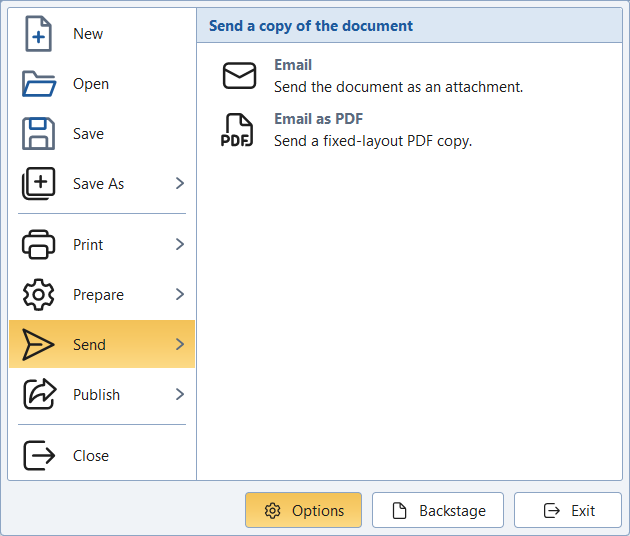 New
Open
Save
Save As
Print
Prepare
Send
Publish
Close
Send a copy of the document
Email
Send the document as an attachment.
PDF
Email as PDF
Send a fixed-layout PDF copy.
Options
Backstage
Exit